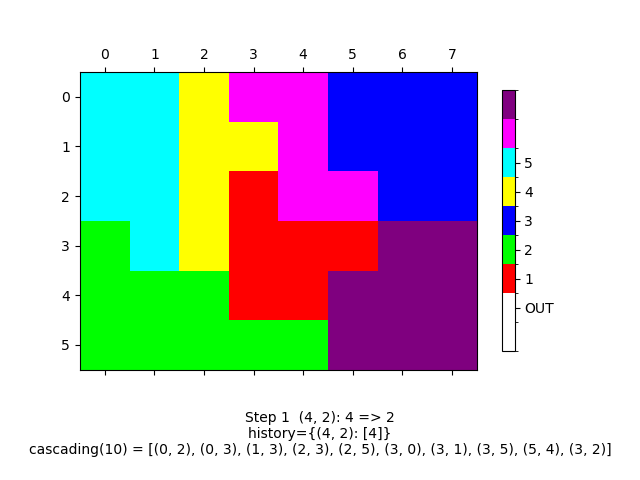 0 1 2 3 4 5 6 7
0
1
2
3
4
5
5
4
3
2
1
OUT
Step 1  (4, 2): 4 => 2
history={(4, 2): [4]}
cascading(10) = [(0, 2), (0, 3), (1, 3), (2, 3), (2, 5), (3, 0), (3, 1), (3, 5), (5, 4), (3, 2)]